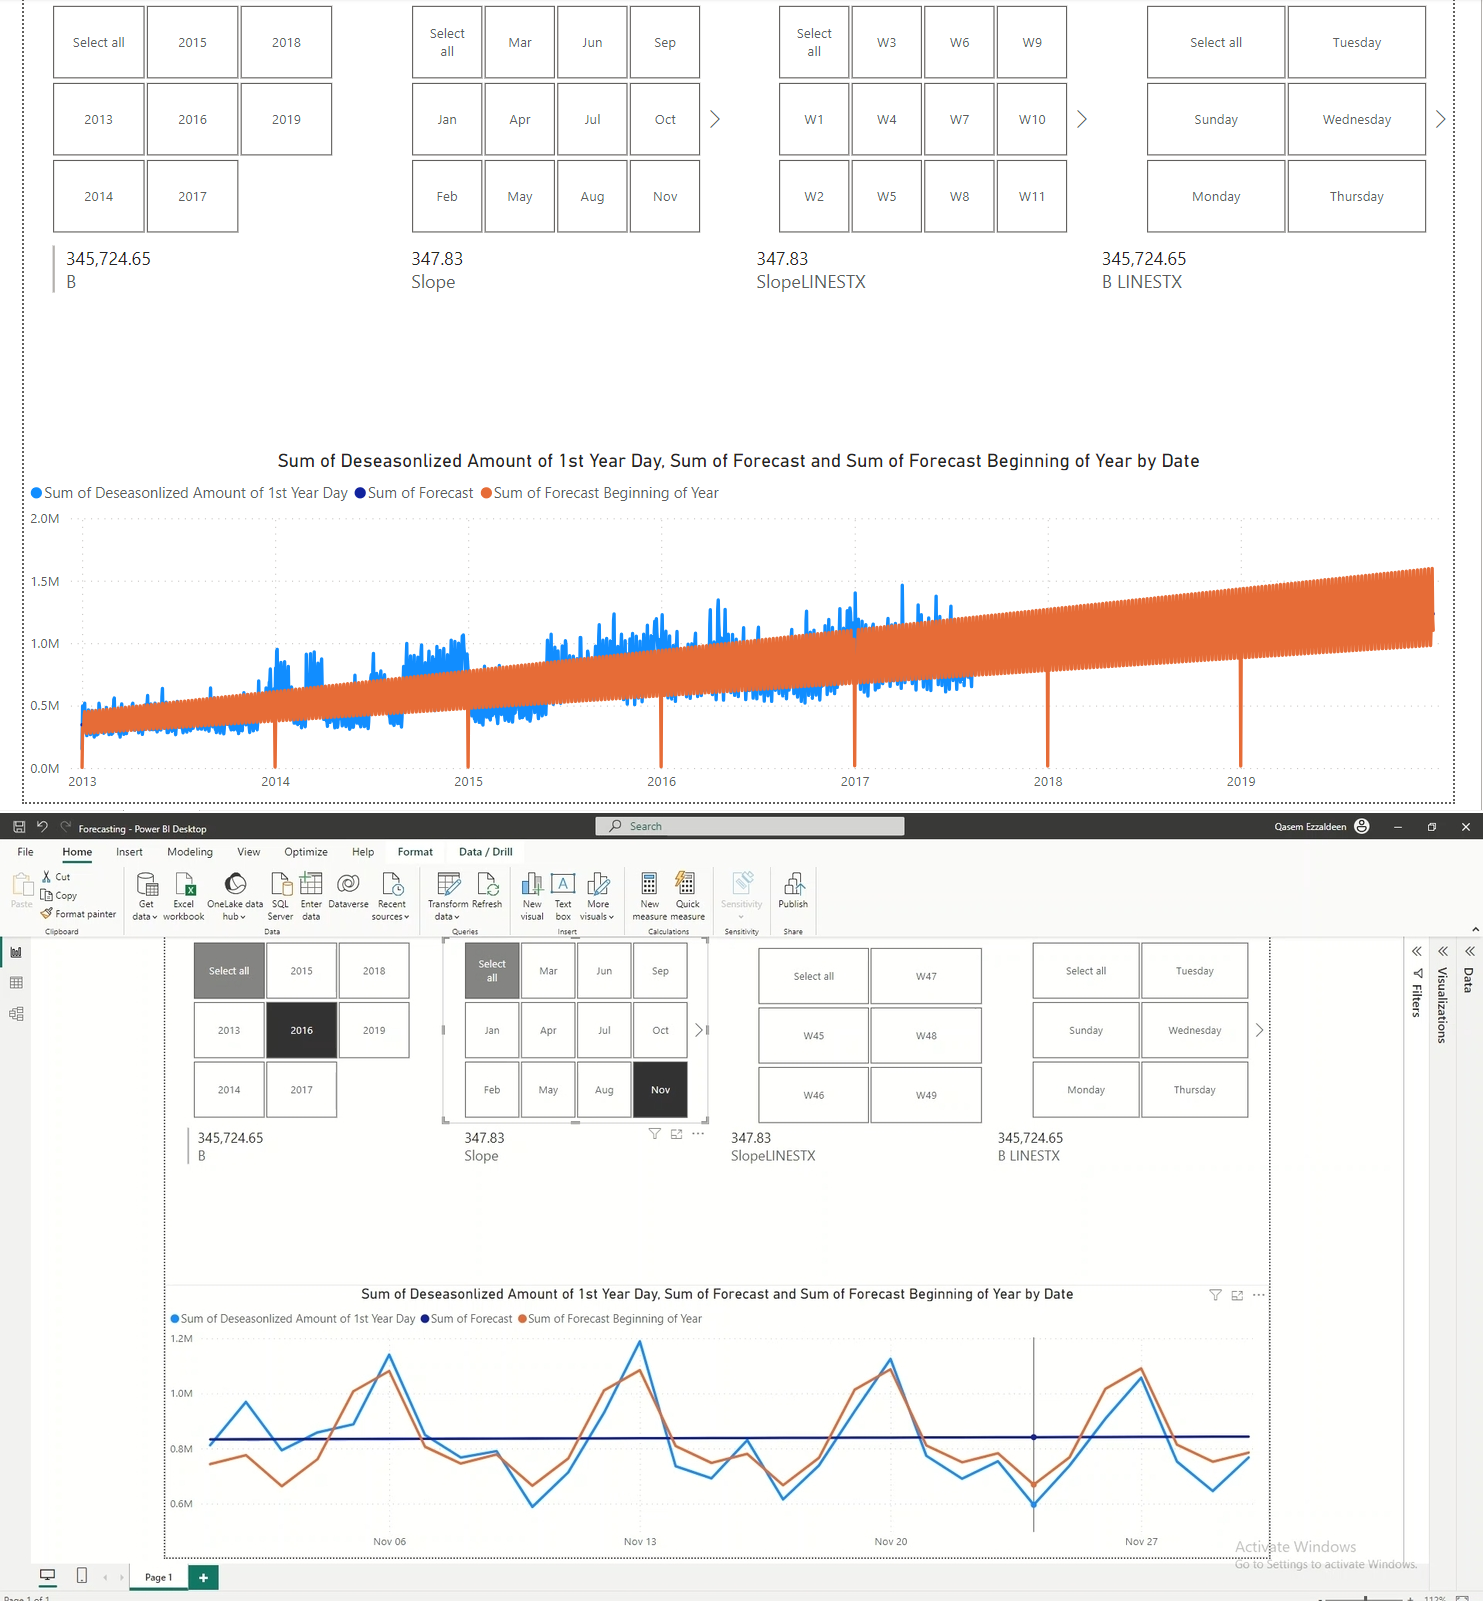 Select all 2015 2018
2013 2016 2019
2014 2017
Select all Mar Jun Sep
Jan Apr Jul Oct
Feb May Aug Nov
Select all W3 W6 W9
W1 W4 W7 W10
W2 W5 W8 W11
Select all Tuesday
Sunday Wednesday
Monday Thursday
345,724.65
B
347.83
Slope
347.83
SlopeLINESTX
345,724.65
B LINESTX
Sum of Deseasonlized Amount of 1st Year Day, Sum of Forecast and Sum of Forecast Beginning of Year by Date
Sum of Deseasonlized Amount of 1st Year Day Sum of Forecast Sum of Forecast Beginning of Year
2.0M
1.5M
1.0M
0.5M
0.0M
2013 2014 2015 2016 2017 2018 2019
Forecasting - Power BI Desktop
Search
Qasem Ezzaldeen
File Home Insert Modeling View Optimize Help Format Data / Drill
Paste
Cut
Copy
Format painter
Clipboard
Get data
Excel workbook
OneLake data hub
SQL Server
Enter data
Dataverse
Recent sources
Data
Transform data
Refresh
Queries
New visual
Text box
More visuals
Insert
New measure
Quick measure
Calculations
Sensitivity
Sensitivity
Publish
Share
Select all 2015 2018
2013 2016 2019
2014 2017
Select all Mar Jun Sep
Jan Apr Jul Oct
Feb May Aug Nov
Select all W47
W45 W48
W46 W49
Select all Tuesday
Sunday Wednesday
Monday Thursday
Filters
Visualizations
Data
345,724.65
B
347.83
Slope
347.83
SlopeLINESTX
345,724.65
B LINESTX
Sum of Deseasonlized Amount of 1st Year Day, Sum of Forecast and Sum of Forecast Beginning of Year by Date
Sum of Deseasonlized Amount of 1st Year Day Sum of Forecast Sum of Forecast Beginning of Year
1.2M
1.0M
0.8M
0.6M
Nov 06 Nov 13 Nov 20 Nov 27
Activate Windows
Go to Settings to activate Windows.
Page 1
+
Page 1 of 1
112%